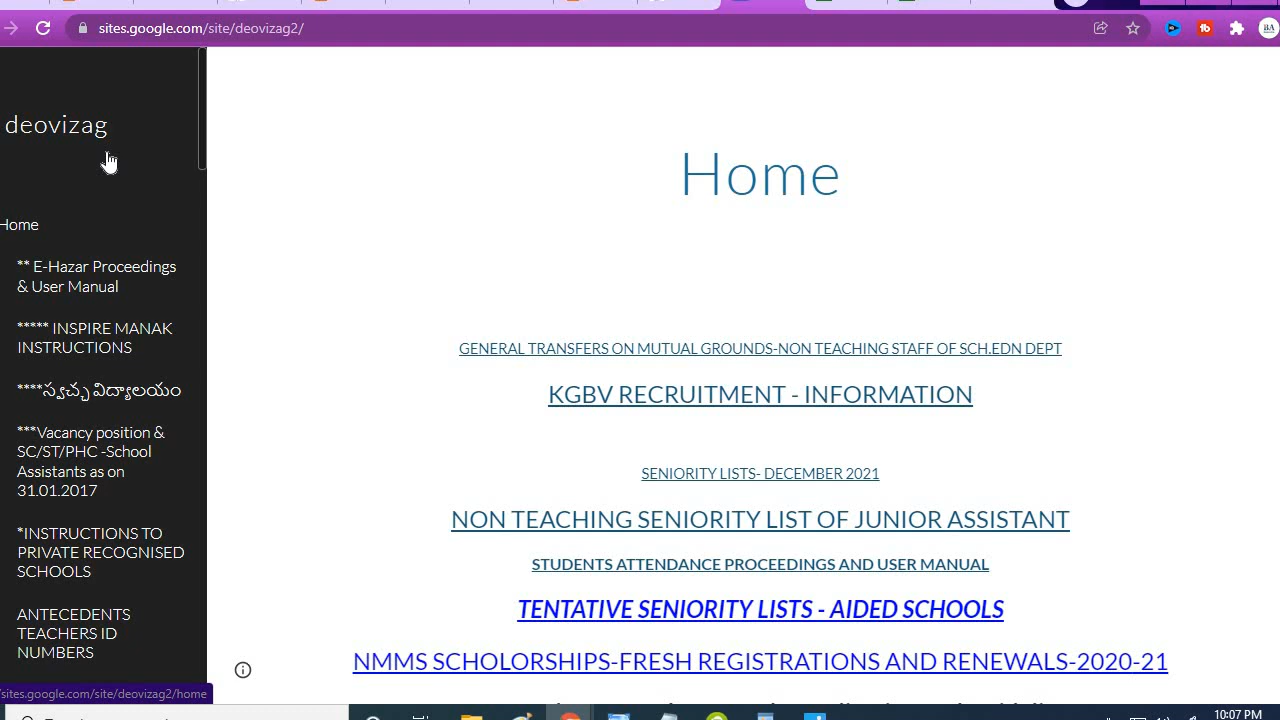 sites.google.com/site/deovizag2/
deovizag
Home
** E-Hazar Proceedings
& User Manual
***** INSPIRE MANAK
INSTRUCTIONS
****స్వచ్ఛ విద్యాలయం
***Vacancy position &
SC/ST/PHC -School
Assistants as on
31.01.2017
*INSTRUCTIONS TO
PRIVATE RECOGNISED
SCHOOLS
ANTECEDENTS
TEACHERS ID
NUMBERS
Home
GENERAL TRANSFERS ON MUTUAL GROUNDS-NON TEACHING STAFF OF SCH.EDN DEPT
KGBV RECRUITMENT - INFORMATION
SENIORITY LISTS- DECEMBER 2021
NON TEACHING SENIORITY LIST OF JUNIOR ASSISTANT
STUDENTS ATTENDANCE PROCEEDINGS AND USER MANUAL
TENTATIVE SENIORITY LISTS - AIDED SCHOOLS
NMMS SCHOLORSHIPS-FRESH REGISTRATIONS AND RENEWALS-2020-21
/sites.google.com/site/deovizag2/home
10:07 PM